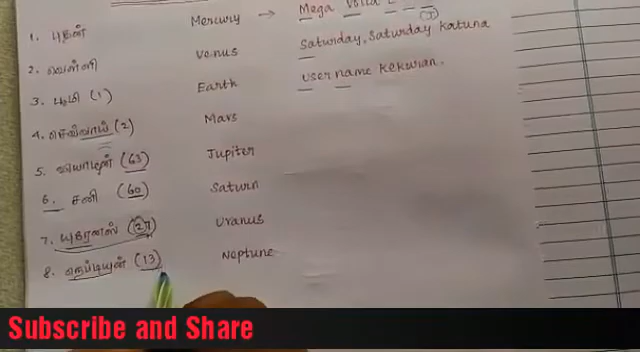 1. புதன் Mercury → Mega
2. வெள்ளி Venus Saturday, Saturday katuna
3. பூமி (1) Earth user name kekuran.
4. செவ்வாய் (2) Mars
5. வியாழன் (63) Jupiter
6. சனி (60) Saturn
7. யுரேனஸ் (27) Uranus
8. நெப்டியுன் (13) Neptune
Subscribe and Share